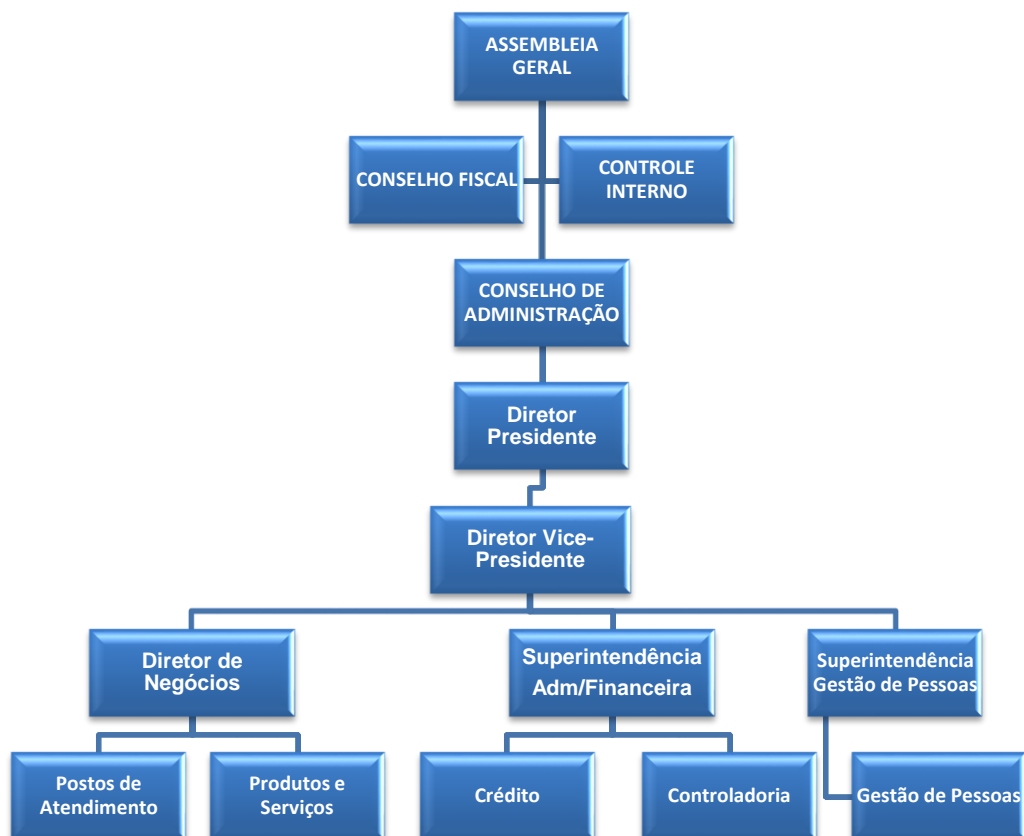 ASSEMBLEIA
GERAL
CONSELHO FISCAL
CONTROLE
INTERNO
CONSELHO DE
ADMINISTRAÇÃO
Diretor
Presidente
Diretor Vice-
Presidente
Diretor de
Negócios
Superintendência
Adm/Financeira
Superintendência
Gestão de Pessoas
Postos de
Atendimento
Produtos e
Serviços
Crédito
Controladoria
Gestão de Pessoas